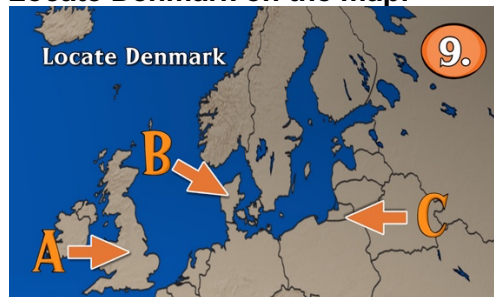 Locate Denmark on the map.
Locate Denmark
9.
B
A
C